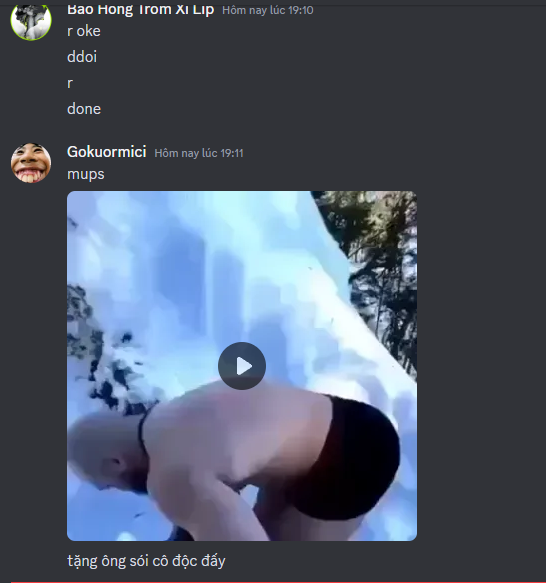 Bao Hong Trom Xi Lip Hôm nay lúc 19:10
r oke
ddoi
r
done
Gokuormici Hôm nay lúc 19:11
mups
tặng ông sói cô độc đấy